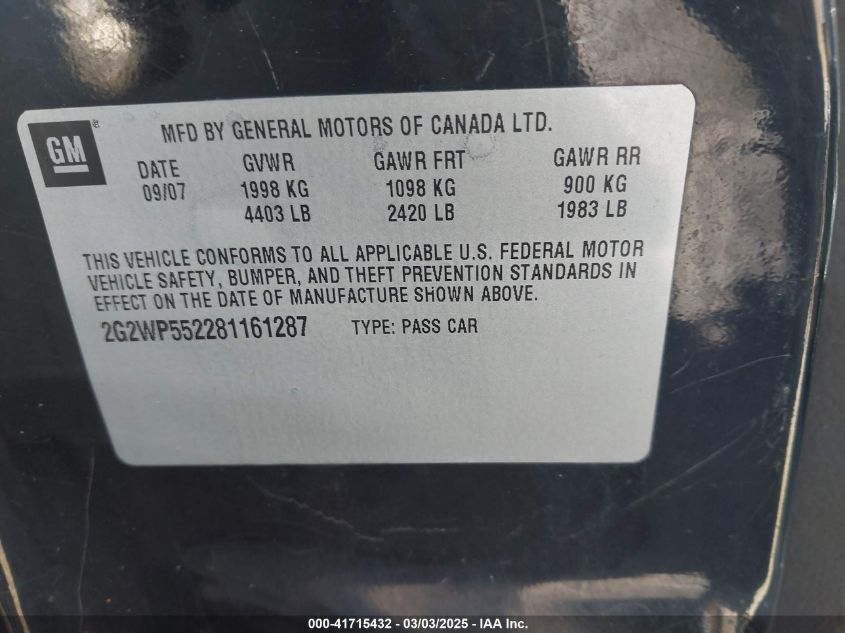 GM
MFD BY GENERAL MOTORS OF CANADA LTD.
DATE GVWR GAWR FRT GAWR RR
09/07 1998 KG 1098 KG 900 KG
4403 LB 2420 LB 1983 LB
THIS VEHICLE CONFORMS TO ALL APPLICABLE U.S. FEDERAL MOTOR
VEHICLE SAFETY, BUMPER, AND THEFT PREVENTION STANDARDS IN
EFFECT ON THE DATE OF MANUFACTURE SHOWN ABOVE.
2G2WP552281161287 TYPE: PASS CAR
000-41715432 - 03/03/2025 - IAA Inc.